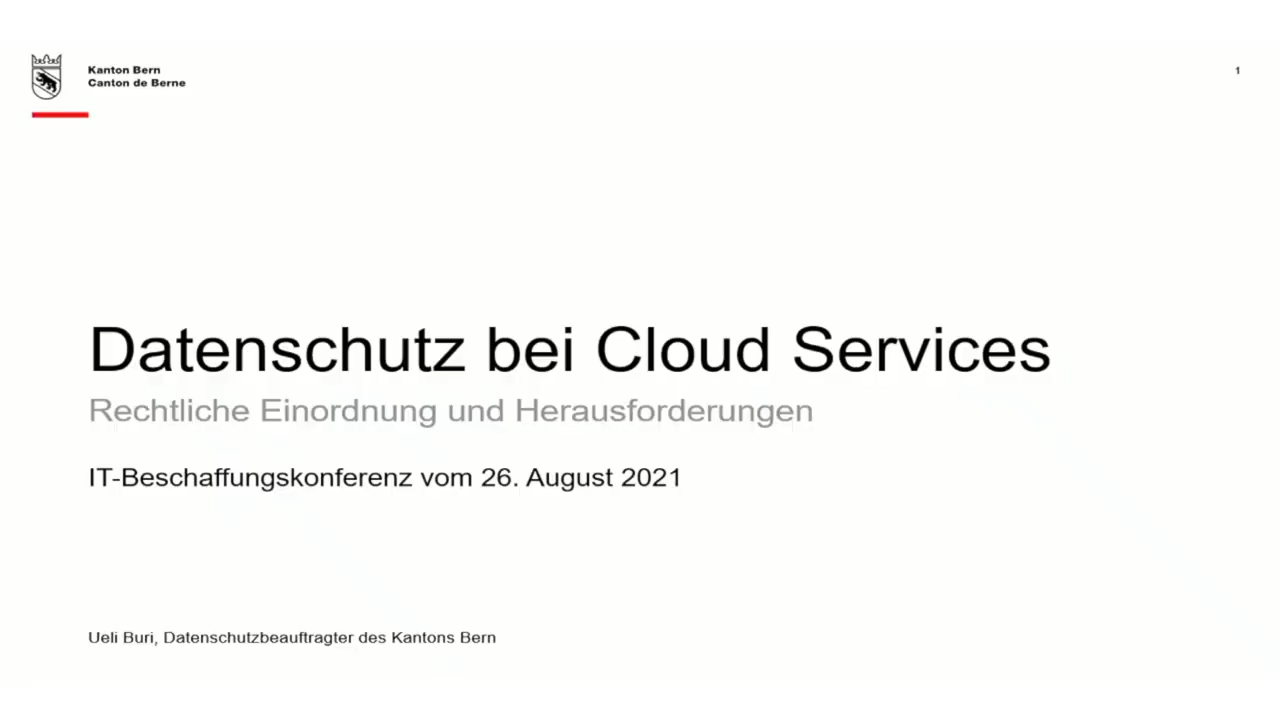 Kanton Bern
Canton de Berne
1
Datenschutz bei Cloud Services
Rechtliche Einordnung und Herausforderungen
IT-Beschaffungskonferenz vom 26. August 2021
Ueli Buri, Datenschutzbeauftragter des Kantons Bern